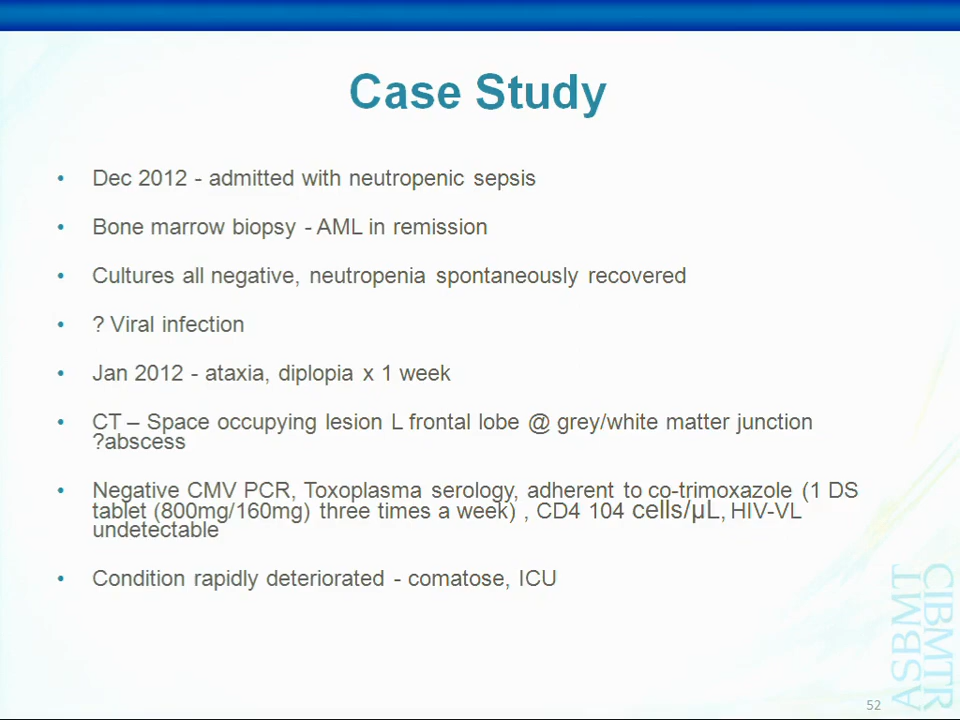 Case Study
• Dec 2012 - admitted with neutropenic sepsis
• Bone marrow biopsy - AML in remission
• Cultures all negative, neutropenia spontaneously recovered
• ? Viral infection
• Jan 2012 - ataxia, diplopia x 1 week
• CT – Space occupying lesion L frontal lobe @ grey/white matter junction
?abscess
• Negative CMV PCR, Toxoplasma serology, adherent to co-trimoxazole (1 DS
tablet (800mg/160mg) three times a week) , CD4 104 cells/µL, HIV-VL
undetectable
• Condition rapidly deteriorated - comatose, ICU
ASBMT
CIBMTR
52